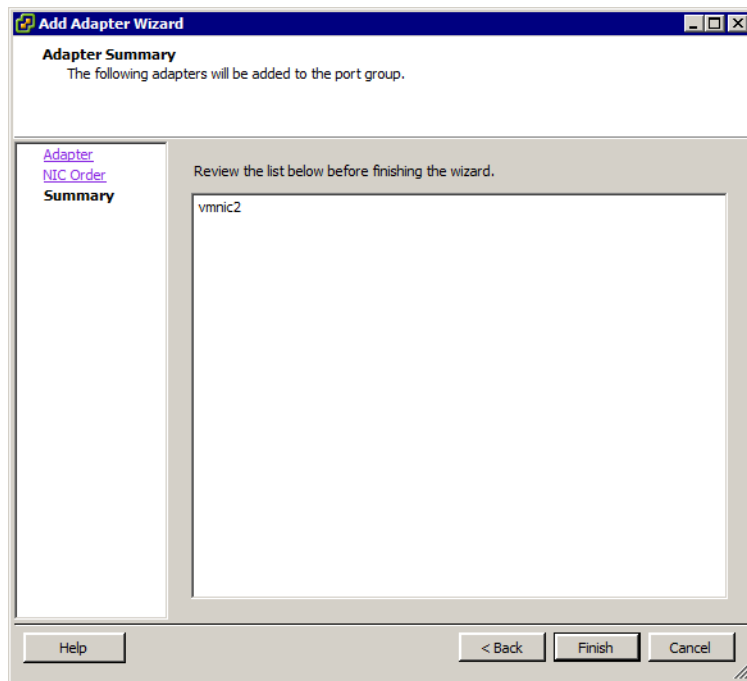 Add Adapter Wizard
Adapter Summary
The following adapters will be added to the port group.
Adapter
NIC Order
Summary
Review the list below before finishing the wizard.
vmnic2
Help
< Back
Finish
Cancel